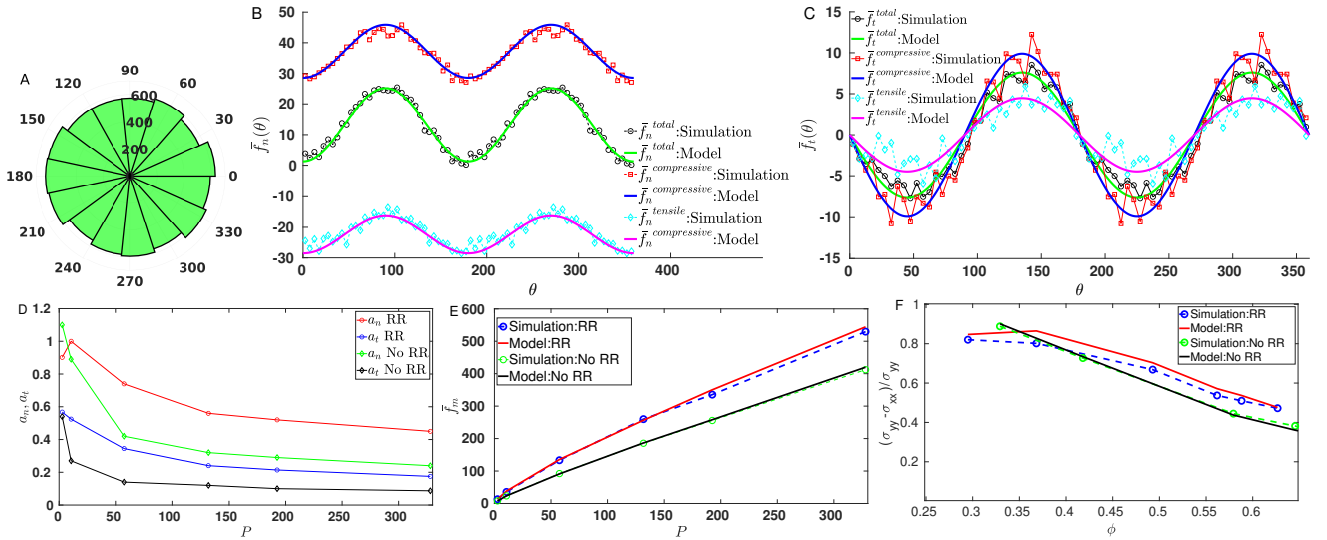 A
90
120
60
600
150
30
400
200
180
0
210
330
240
300
270
B
50
40
30
20
10
0
-10
-20
-30
0
100
200
300
400
θ
f̄_n(θ)
f̄_n^{total}:Simulation
f̄_n^{total}:Model
f̄_n^{compressive}:Simulation
f̄_n^{compressive}:Model
f̄_n^{tensile}:Simulation
f̄_n^{compressive}:Model
C
15
10
5
0
-5
-10
0
50
100
150
200
250
300
350
θ
f̄_t(θ)
f̄_t^{total}:Simulation
f̄_t^{total}:Model
f̄_t^{compressive}:Simulation
f̄_t^{compressive}:Model
f̄_t^{tensile}:Simulation
f̄_t^{tensile}:Model
D
1.2
1
0.8
0.6
0.4
0.2
0
0
50
100
150
200
250
300
P
a_n, a_t
a_n RR
a_t RR
a_n No RR
a_t No RR
E
600
500
400
300
200
100
0
0
50
100
150
200
250
300
P
f̄_m
Simulation:RR
Model:RR
Simulation:No RR
Model:No RR
F
1
0.8
0.6
0.4
0.2
0.25
0.3
0.35
0.4
0.45
0.5
0.55
0.6
ϕ
(σ_yy-σ_xx)/σ_yy
Simulation:RR
Model:RR
Simulation:No RR
Model:No RR